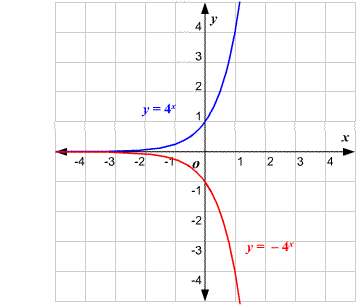 y
4
3
2
y = 4ˣ
1
x
-4 -3 -2 -1 o 1 2 3 4
-1
-2
-3
y = – 4ˣ
-4